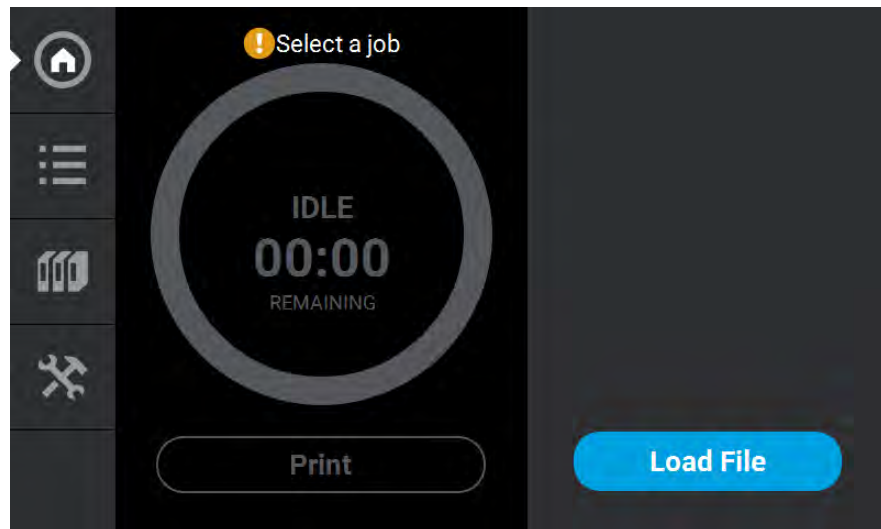 Select a job
IDLE
00:00
REMAINING
Print
Load File